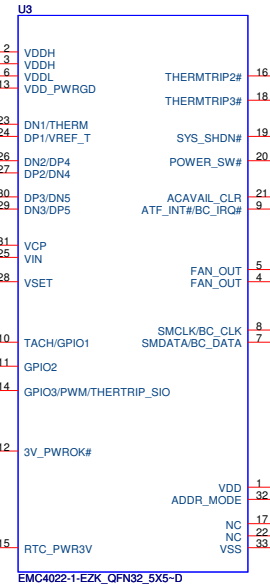 U3
2 VDDH
3 VDDH
6 VDDL
13 VDD_PWRGD
THERMTRIP2# 16
THERMTRIP3# 18
23 DN1/THERM
24 DP1/VREF_T
SYS_SHDN# 19
26 DN2/DP4
27 DP2/DN4
POWER_SW# 20
30 DP3/DN5
29 DN3/DP5
ACAVAIL_CLR 21
ATF_INT#/BC_IRQ# 9
31 VCP
25 VIN
28 VSET
FAN_OUT 5
FAN_OUT 4
SMCLK/BC_CLK 8
SMDATA/BC_DATA 7
10 TACH/GPIO1
11 GPIO2
14 GPIO3/PWM/THERTRIP_SIO
12 3V_PWROK#
VDD 1
ADDR_MODE 32
NC 17
NC 22
VSS 33
15 RTC_PWR3V
EMC4022-1-EZK_QFN32_5X5~D